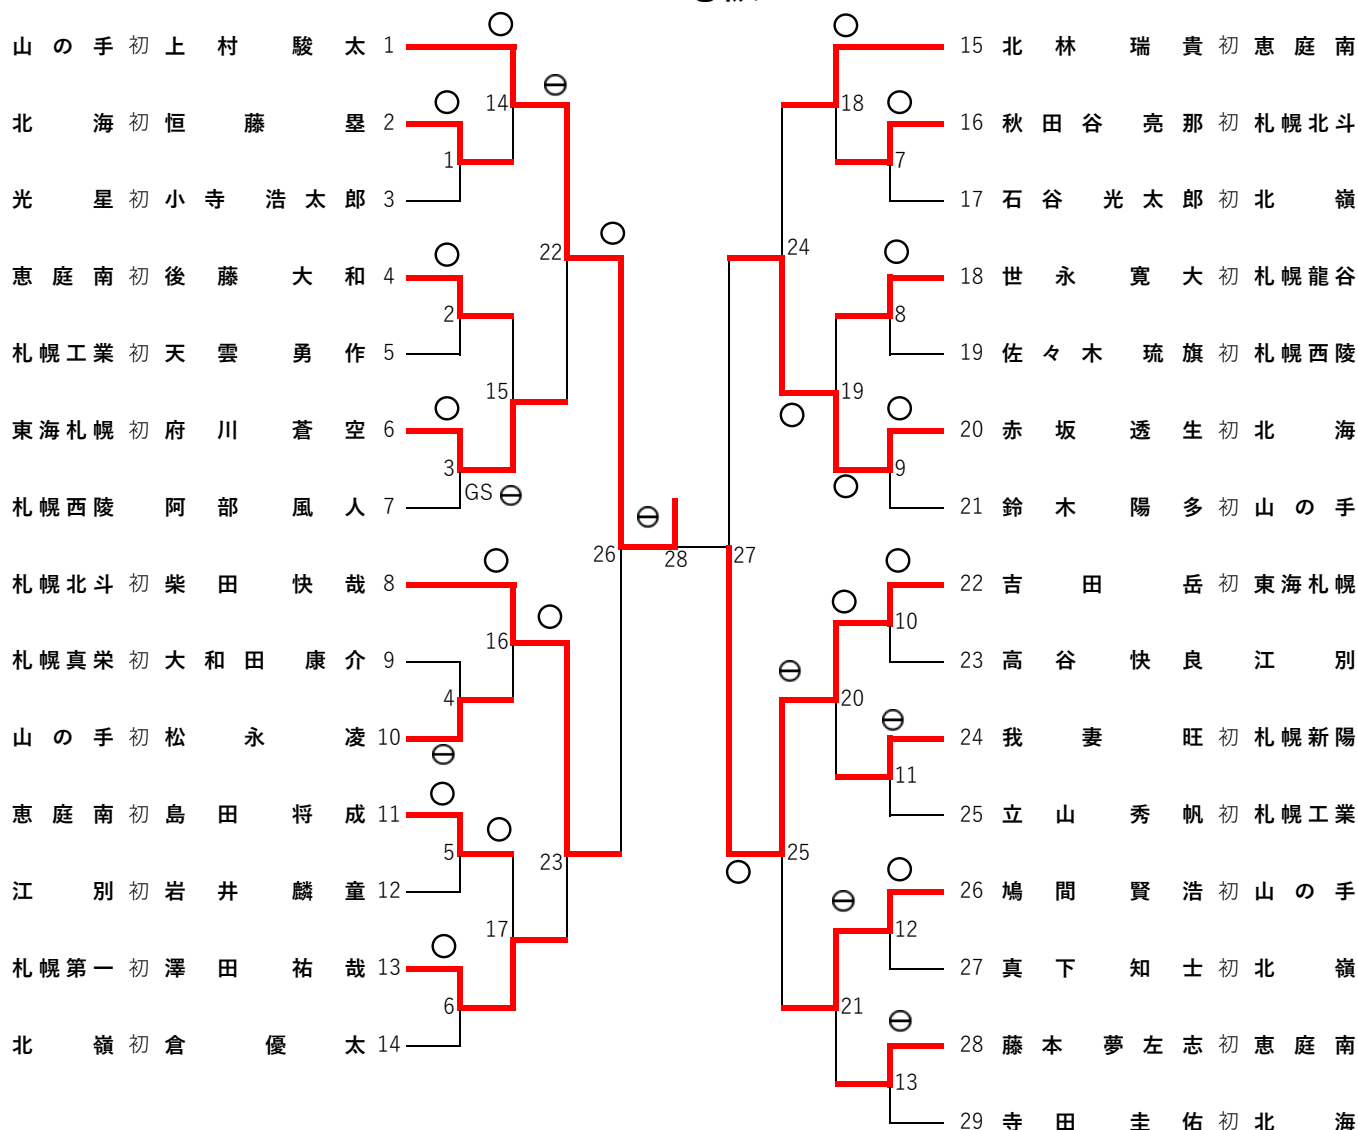 山の手 初 上村 駿太 1
北海 初 恒藤 塁 2
光星 初 小寺 浩太郎 3
恵庭南 初 後藤 大和 4
札幌工業 初 天雲 勇作 5
東海札幌 初 府川 蒼空 6
札幌西陵 阿部 風人 7
札幌北斗 初 柴田 快哉 8
札幌真栄 初 大和田 康介 9
山の手 初 松永 凌 10
恵庭南 初 島田 将成 11
江別 初 岩井 麟童 12
札幌第一 初 澤田 祐哉 13
北嶺 初 倉 優太 14
14
1
22
2
15
3
GS
26
28
16
4
5
23
17
6
15 北林 瑞貴 初 恵庭南
16 秋田谷 亮那 初 札幌北斗
17 石谷 光太郎 初 北嶺
18 世永 寛大 初 札幌龍谷
19 佐々木 琉旗 初 札幌西陵
20 赤坂 透生 初 北海
21 鈴木 陽多 初 山の手
22 吉田 岳 初 東海札幌
23 高谷 快良 江別
24 我妻 旺 初 札幌新陽
25 立山 秀帆 初 札幌工業
26 鳩間 賢浩 初 山の手
27 真下 知士 初 北嶺
28 藤本 夢左志 初 恵庭南
29 寺田 圭佑 初 北海
18
7
24
8
19
9
27
10
20
11
25
12
21
13